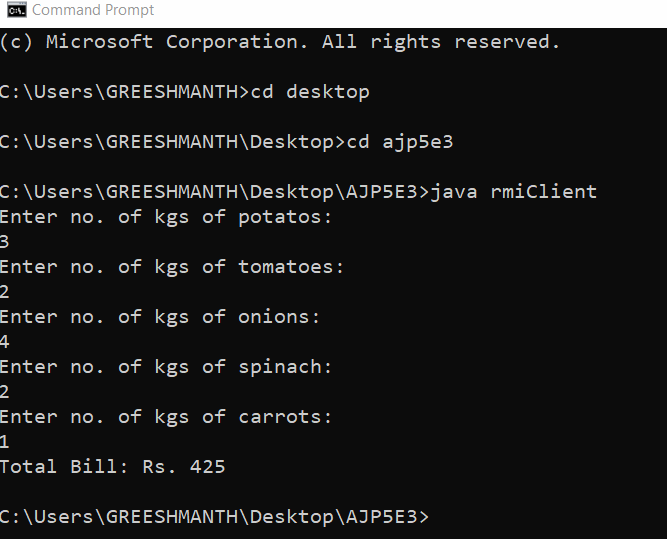 Command Prompt
(c) Microsoft Corporation. All rights reserved.
C:\Users\GREESHMANTH>cd desktop
C:\Users\GREESHMANTH\Desktop>cd ajp5e3
C:\Users\GREESHMANTH\Desktop\AJP5E3>java rmiClient
Enter no. of kgs of potatos:
3
Enter no. of kgs of tomatoes:
2
Enter no. of kgs of onions:
4
Enter no. of kgs of spinach:
2
Enter no. of kgs of carrots:
1
Total Bill: Rs. 425
C:\Users\GREESHMANTH\Desktop\AJP5E3>